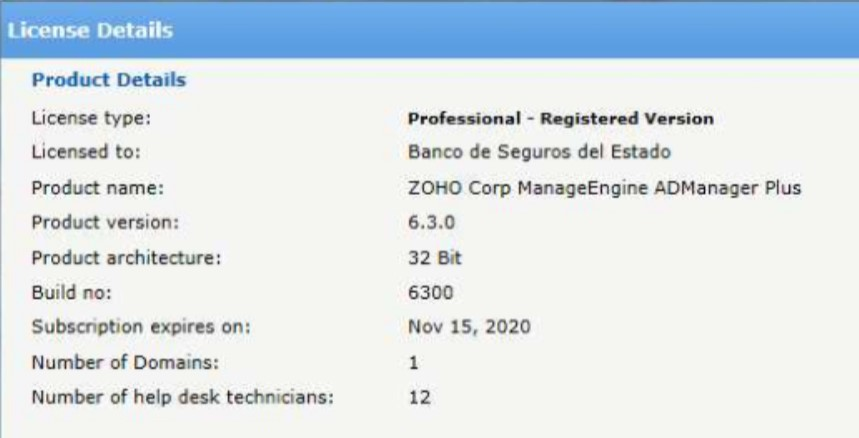 License Details
Product Details
License type: Professional - Registered Version
Licensed to: Banco de Seguros del Estado
Product name: ZOHO Corp ManageEngine ADManager Plus
Product version: 6.3.0
Product architecture: 32 Bit
Build no: 6300
Subscription expires on: Nov 15, 2020
Number of Domains: 1
Number of help desk technicians: 12